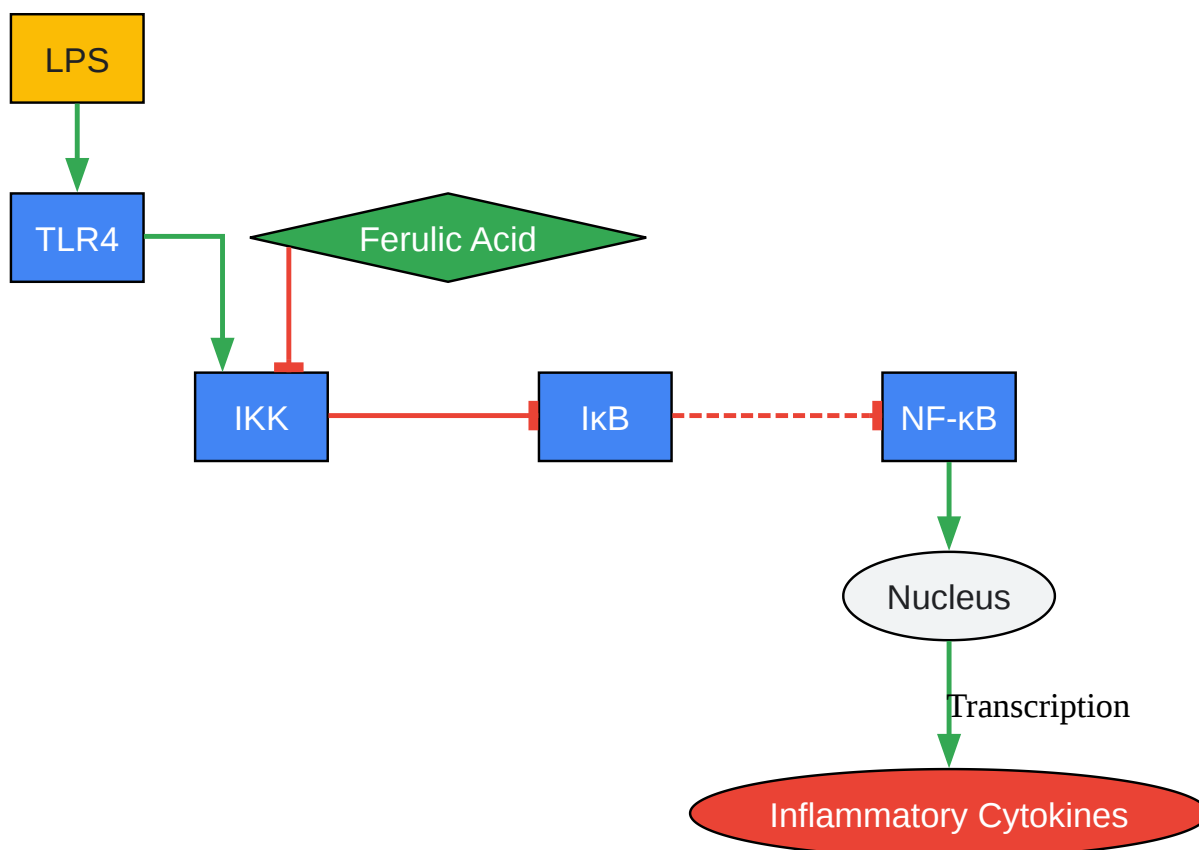 LPS
TLR4
Ferulic Acid
IKK
IκB
NF-κB
Nucleus
Transcription
Inflammatory Cytokines